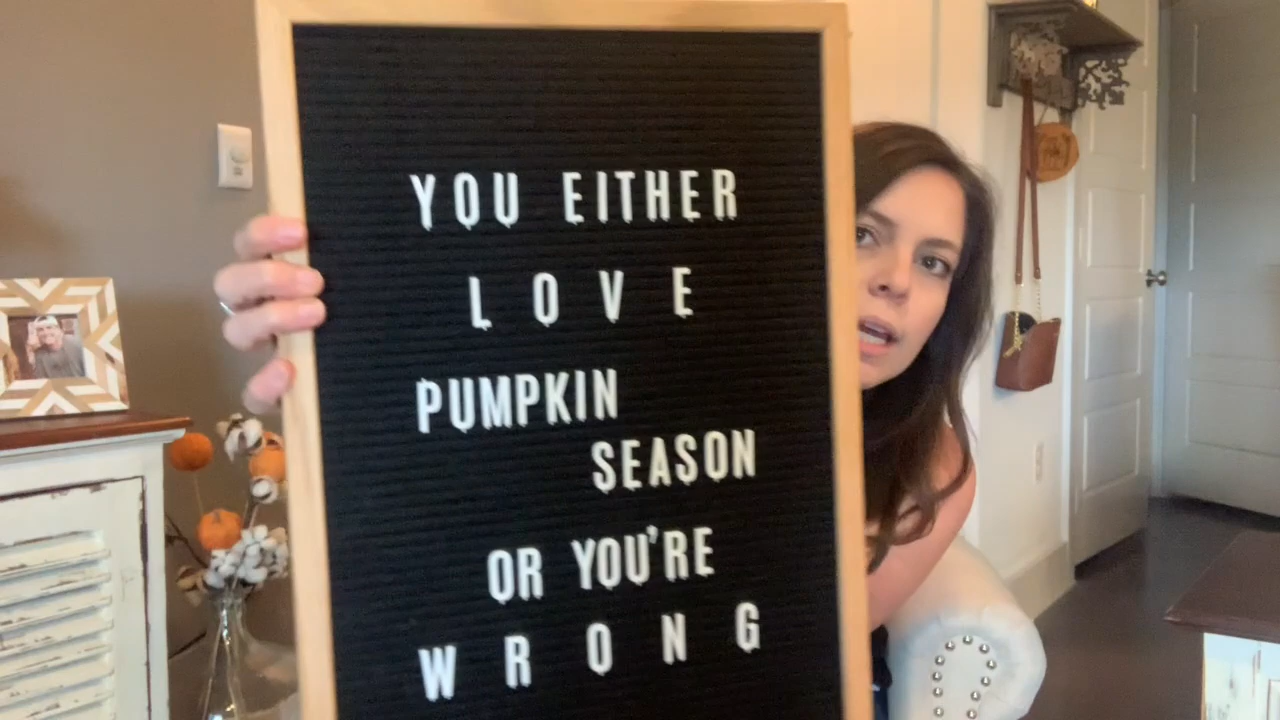 YOU EITHER
LOVE
PUMPKIN
SEASON
OR YOU'RE
WRONG